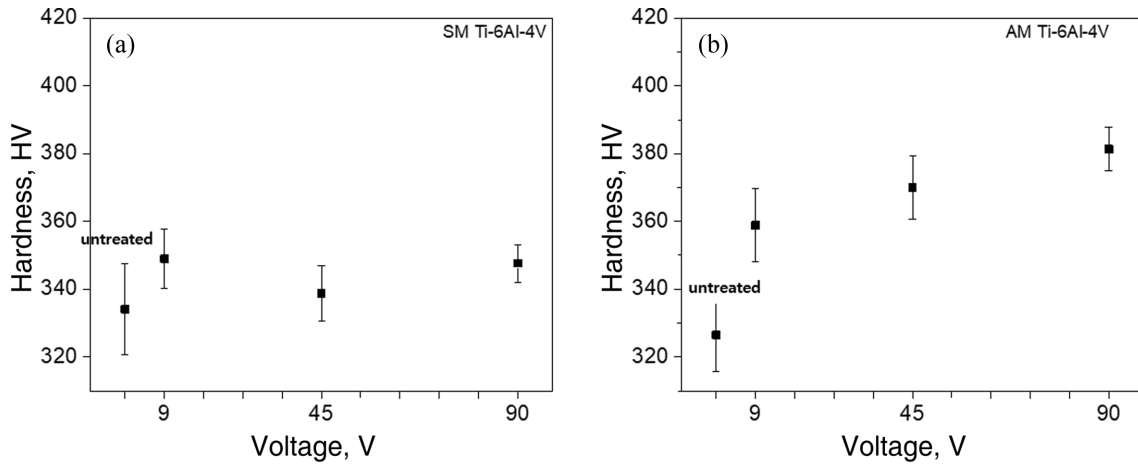 (a)
SM Ti-6Al-4V
Hardness, HV
420
400
380
360
340
320
untreated
9
45
90
Voltage, V
(b)
AM Ti-6Al-4V
Hardness, HV
420
400
380
360
340
320
untreated
9
45
90
Voltage, V